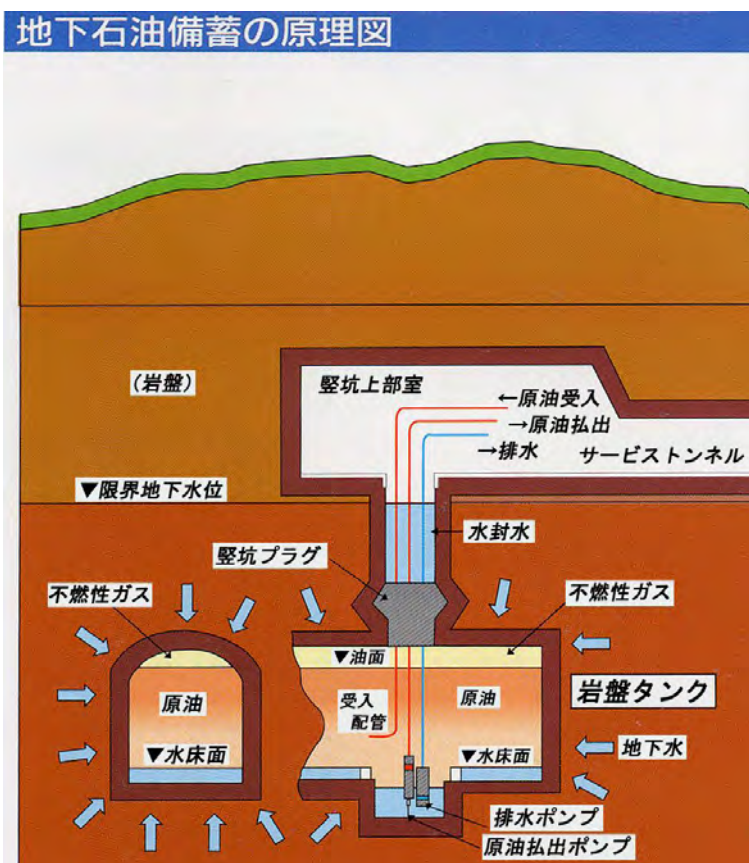 地下石油備蓄の原理図
(岩盤)
竪坑上部室
←原油受入
→原油払出
→排水
サービストンネル
▼限界地下水位
水封水
竪坑プラグ
不燃性ガス
不燃性ガス
▼油面
原油
受入
配管
原油
岩盤タンク
▼水床面
▼水床面
地下水
排水ポンプ
原油払出ポンプ